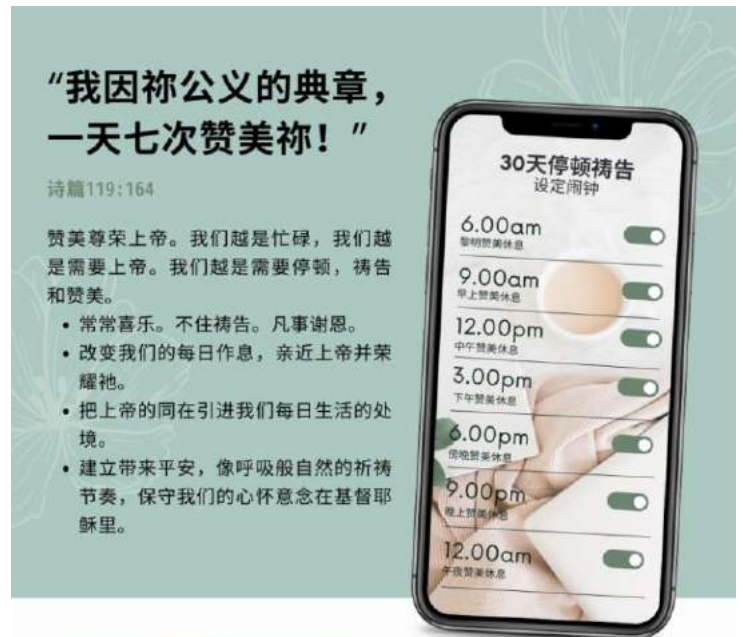 “我因祢公义的典章，
一天七次赞美祢！”
诗篇119:164
赞美尊荣上帝。我们越是忙碌，我们越
是需要上帝。我们越是需要停顿，祷告
和赞美。
• 常常喜乐。不住祷告。凡事谢恩。
• 改变我们的每日作息，亲近上帝并荣
耀祂。
• 把上帝的同在引进我们每日生活的处
境。
• 建立带来平安，像呼吸般自然的祈祷
节奏，保守我们的心怀意念在基督耶
稣里。
30天停顿祷告
设定闹钟
6.00am
黎明赞美休息
9.00am
早上赞美休息
12.00pm
中午赞美休息
3.00pm
下午赞美休息
6.00pm
傍晚赞美休息
9.00pm
晚上赞美休息
12.00am
午夜赞美休息